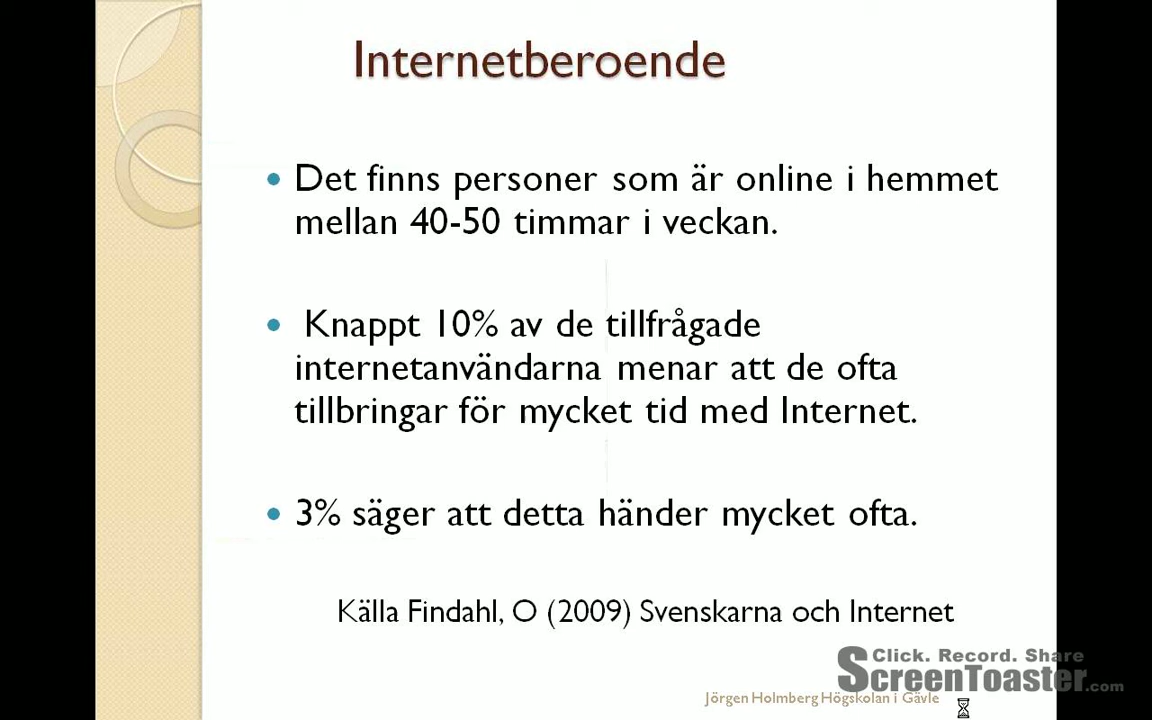 Internetberoende
Det finns personer som är online i hemmet
mellan 40-50 timmar i veckan.
Knappt 10% av de tillfrågade
internetanvändarna menar att de ofta
tillbringar för mycket tid med Internet.
3% säger att detta händer mycket ofta.
Källa Findahl, O (2009) Svenskarna och Internet
Click. Record. Share
ScreenToaster.com
Jörgen Holmberg Högskolan i Gävle